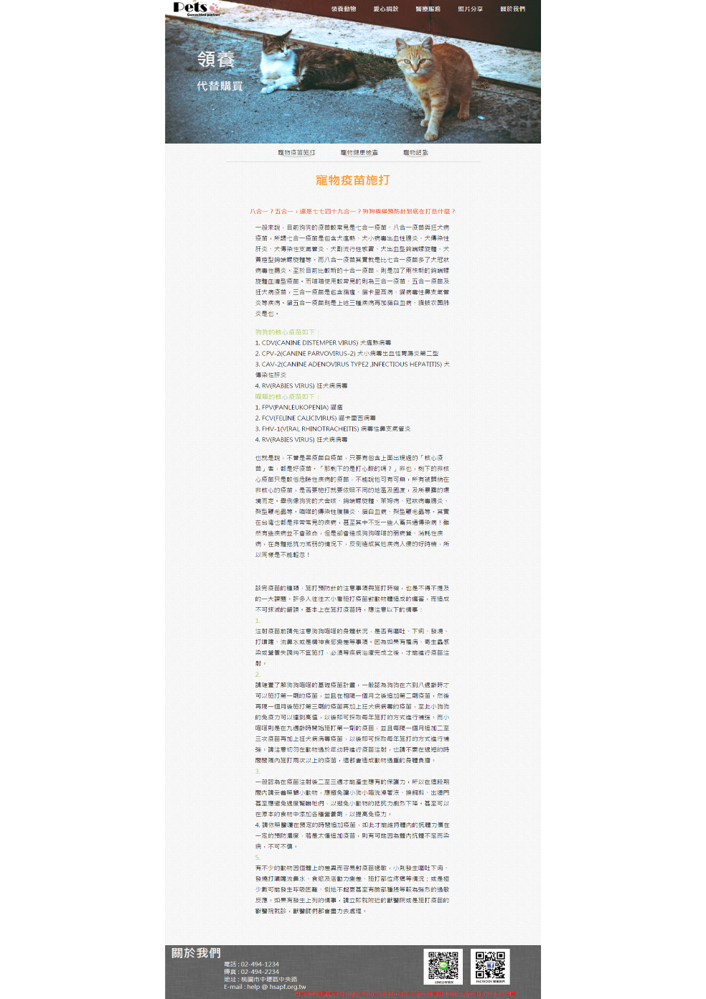 Pets
Committed partner
領養動物 愛心捐款 醫療服務 照片分享 關於我們
領養
代替購買
寵物疫苗施打 寵物健康檢查 寵物結紮
寵物疫苗施打
八合一？五合一，還是七七四十九合一？狗狗貓貓預防針到底在打些什麼？
一般來說，目前狗狗的疫苗較常見是七合一疫苗、八合一疫苗與狂犬病
疫苗，所謂七合一疫苗是包含犬瘟熱、犬小病毒出血性腸炎、犬傳染性
肝炎、犬傳染性支氣管炎、犬副流行性感冒、犬出血型鉤端螺旋體、犬
黃疸型鉤端螺旋體等。而八合一疫苗其實就是比七合一疫苗多了犬冠狀
病毒性腸炎。至於目前比較新的十合一疫苗，則是加了兩株新的鉤端螺
旋體血清型疫苗。而喵喵使用較常見的則為三合一疫苗、五合一疫苗及
狂犬病疫苗，三合一疫苗是包含貓瘟、貓卡里西病、貓病毒性鼻支氣管
炎等疾病。貓五合一疫苗則是上述三種疾病再加貓白血病、貓披衣菌肺
炎是也。
狗狗的核心疫苗如下：
1. CDV(CANINE DISTEMPER VIRUS) 犬瘟熱病毒
2. CPV-2(CANINE PARVOVIRUS-2) 犬小病毒出血性胃腸炎第二型
3. CAV-2(CANINE ADENOVIRUS TYPE2 ,INFECTIOUS HEPATITIS) 犬
傳染性肝炎
4. RV(RABIES VIRUS) 狂犬病病毒
喵喵的核心疫苗如下：
1. FPV(PANLEUKOPENIA) 貓瘟
2. FCV(FELINE CALICIVIRUS) 貓卡里西病毒
3. FHV-1(VIRAL RHINOTRACHEITIS) 病毒性鼻支氣管炎
4. RV(RABIES VIRUS) 狂犬病病毒
也就是說，不管是黑疫苗白疫苗，只要有包含上面出現過的「核心疫
苗」者，都是好疫苗。「那剩下的是打心酸的嗎？」非也，剩下的非核
心疫苗只是較低危險性疾病的疫苗，不能說他可有可無，所有被歸納在
非核心的疫苗，是否要施打就要依照不同的地區及國度，及所暴露的環
境而定。舉例像狗狗的犬舍咳、鉤端螺旋體、萊姆病、冠狀病毒腸炎、
梨型鞭毛蟲等。喵喵的傳染性腹膜炎、貓白血病、梨型鞭毛蟲等。其實
在台灣也都是非常常見的疾病，甚至其中不乏一些人畜共通傳染病！雖
然有些疾病並不會致命，但是卻會造成狗狗喵喵的弱病質、消耗性疾
病，在身體抵抗力減弱的情況下，反倒造成其他疾病入侵的好時機，所
以同樣是不能輕忽！
談完疫苗的種類，施打預防針的注意事項與施打時機，也是不得不提及
的一大課題。許多人往往太小看施打疫苗對動物體造成的傷害，而造成
不可抹滅的錯誤。基本上在施打疫苗時，應注意以下的情事：
1.
注射疫苗前請先注意狗狗喵喵的身體狀況，是否有嘔吐、下痢、發燒、
打噴嚏、流鼻水或是精神食慾變差等事項。因為如果有罹病、寄生蟲感
染或營養失調均不宜施打，必須等疾病治癒完成之後，才能進行疫苗注
射。
2.
請確實了解狗狗喵喵的基礎疫苗計畫，一般認為狗狗在六到八週齡時才
可以施打第一劑的疫苗，並且在相隔一個月之後追加第二劑疫苗，然後
再隔一個月後施打第三劑的疫苗再加上狂犬病病毒的疫苗，至此小狗狗
的免疫力可以達到高值，以後即可採取每年施打的方式進行補強。而小
喵喵則是在九週齡時開始施打第一劑的疫苗，並且每隔一個月追加二至
三次疫苗再加上狂犬病病毒疫苗，以後即可採取每年施打的方式進行補
強。請注意切勿在動物過於年幼時進行疫苗注射，也請不要在過短的時
間間隔內施打兩次以上的疫苗，這都會造成動物過重的身體負擔。
3.
一般認為在疫苗注射後二至三週才能產生應有的保護力，所以在這段期
間內請妥善照顧小動物，應避免讓小狗小喵洗澡著涼、換飼料、出遠門
甚至應避免過度驚嚇牠們，以避免小動物的抵抗力劇烈下降。甚至可以
在原本的食物中添加各種營養劑，以提高免疫力。
4. 請依照醫囑在預定的時間追加疫苗，如此才能維持體內的抗體力價在
一定的預防濃度，若是太慢追加疫苗，則有可能因為體內抗體不足而染
病，不可不慎。
5.
有不少的動物因個體上的差異而容易對疫苗過敏，小則發生嘔吐下痢、
發燒打噴嚏流鼻水、食慾及活動力變差、施打部位疼痛等情況；或是極
少數可能發生呼吸困難、倒地不起更甚至有臉部腫脹等較為強烈的過敏
反應。如果有發生上列的情事，請立即就附近的獸醫院或是施打疫苗的
獸醫院就診，獸醫師們都會盡力去處理。
關於我們
電話 : 02-494-1234
傳真 : 02-494-2234
地址 : 桃園市中壢區中央路
E-mail : help @ hsapf.org.tw
LINE@好朋友
FACEBOOK 動個我們